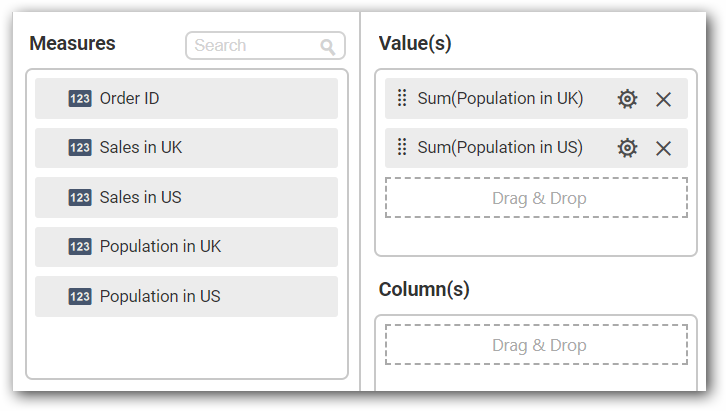 Measures
Search
123 Order ID
123 Sales in UK
123 Sales in US
123 Population in UK
123 Population in US
Value(s)
Sum(Population in UK)
Sum(Population in US)
Drag & Drop
Column(s)
Drag & Drop